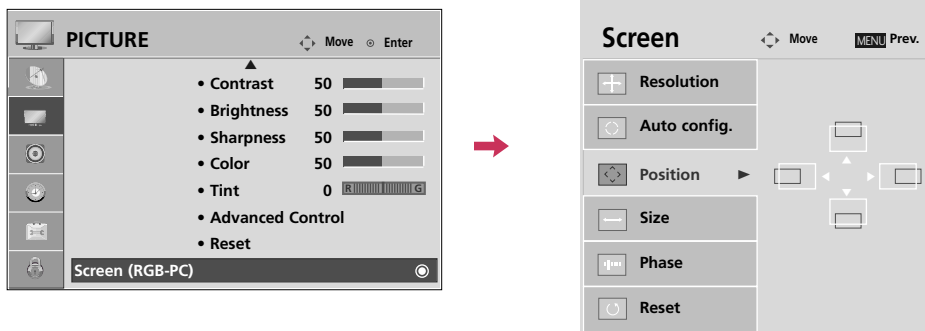 PICTURE Move Enter
• Contrast 50
• Brightness 50
• Sharpness 50
• Color 50
• Tint 0 R G
• Advanced Control
• Reset
Screen (RGB-PC)
Screen Move MENU Prev.
Resolution
Auto config.
Position
Size
Phase
Reset